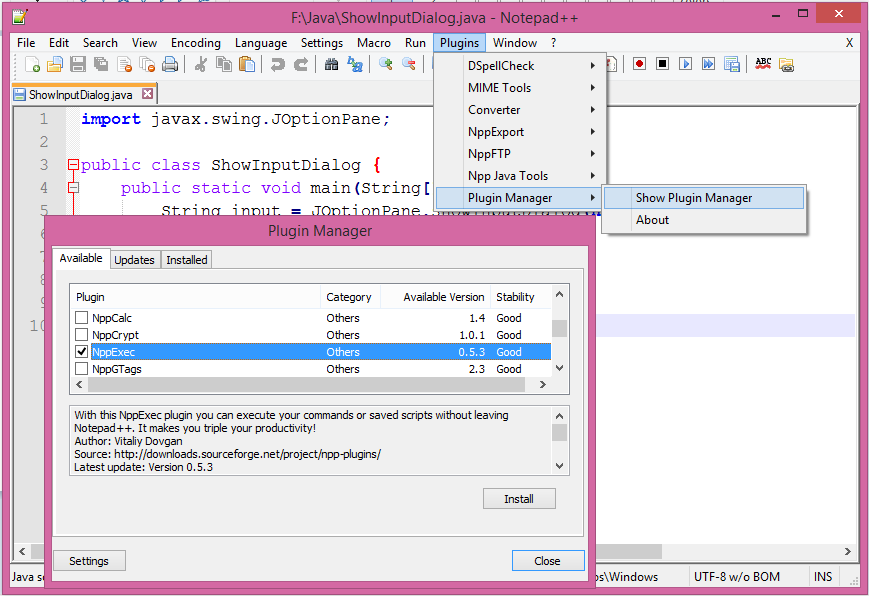 F:\Java\ShowInputDialog.java - Notepad++
File Edit Search View Encoding Language Settings Macro Run Plugins Window ? X
ABC
ShowInputDialog.java
DSpellCheck
MIME Tools
Converter
NppExport
NppFTP
Npp Java Tools
Plugin Manager
Show Plugin Manager
About
1 import javax.swing.JOptionPane;
2
3 public class ShowInputDialog {
4 public static void main(String[
5 String input = JOptionPane.
10
Plugin Manager
Available Updates Installed
Plugin Category Available Version Stability
NppCalc Others 1.4 Good
NppCrypt Others 1.0.1 Good
NppExec Others 0.5.3 Good
NppGTags Others 2.3 Good
With this NppExec plugin you can execute your commands or saved scripts without leaving
Notepad++. It makes you triple your productivity!
Author: Vitaliy Dovgan
Source: http://downloads.sourceforge.net/project/npp-plugins/
Latest update: Version 0.5.3
Install
Settings Close
Java s
\Windows UTF-8 w/o BOM INS